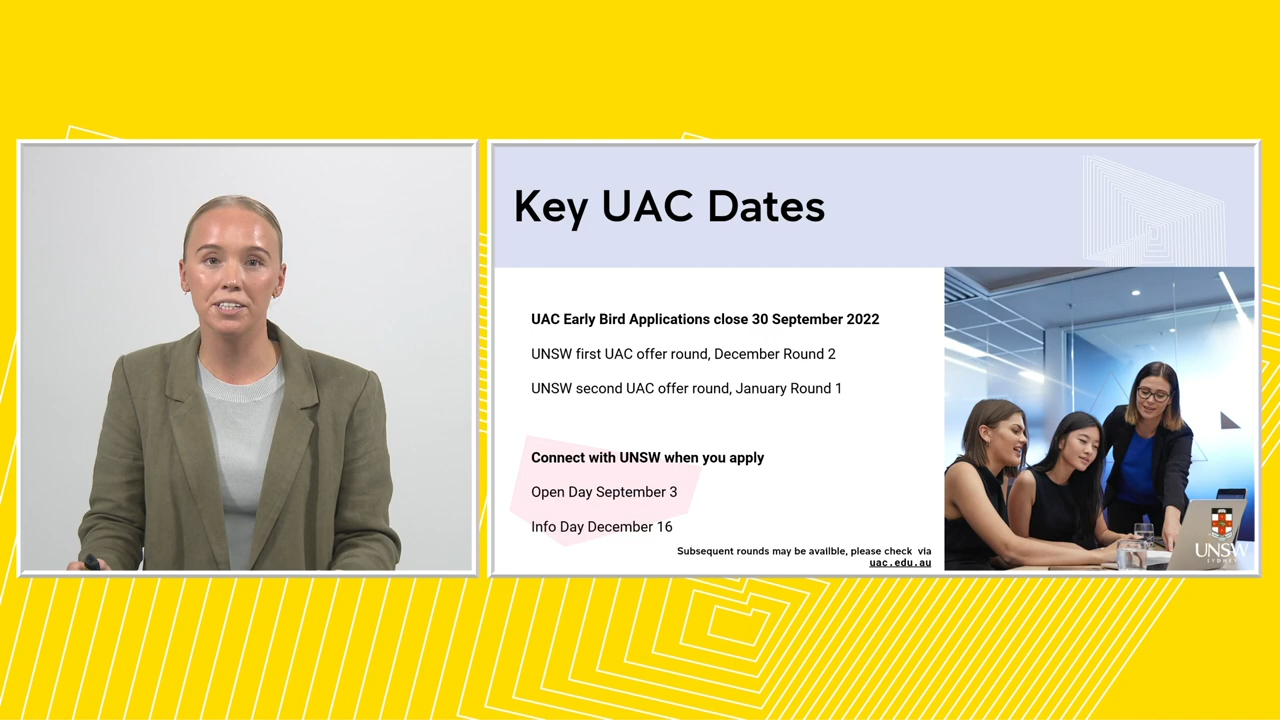 Key UAC Dates
UAC Early Bird Applications close 30 September 2022
UNSW first UAC offer round, December Round 2
UNSW second UAC offer round, January Round 1
Connect with UNSW when you apply
Open Day September 3
Info Day December 16
Subsequent rounds may be availble, please check via
uac.edu.au
UNSW
SYDNEY